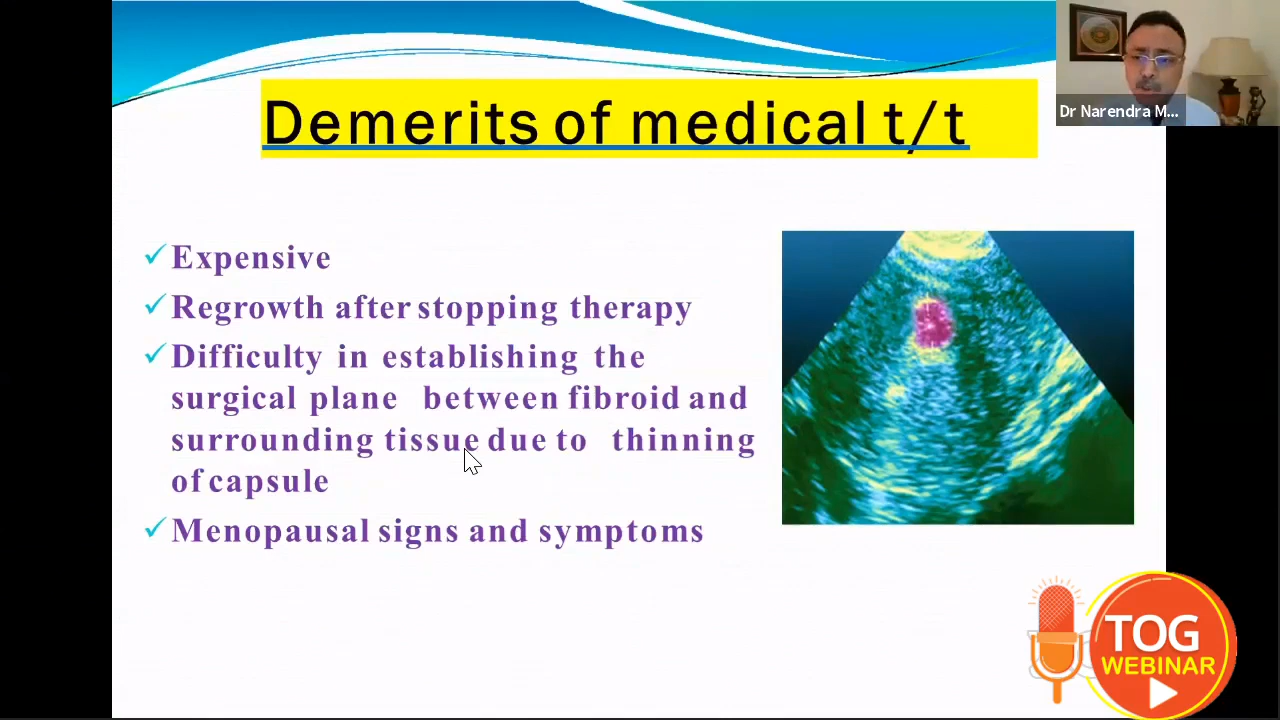 Demerits of medical t/t
Dr Narendra M...
Expensive
Regrowth after stopping therapy
Difficulty in establishing the
surgical plane between fibroid and
surrounding tissue due to thinning
of capsule
Menopausal signs and symptoms
TOG
WEBINAR